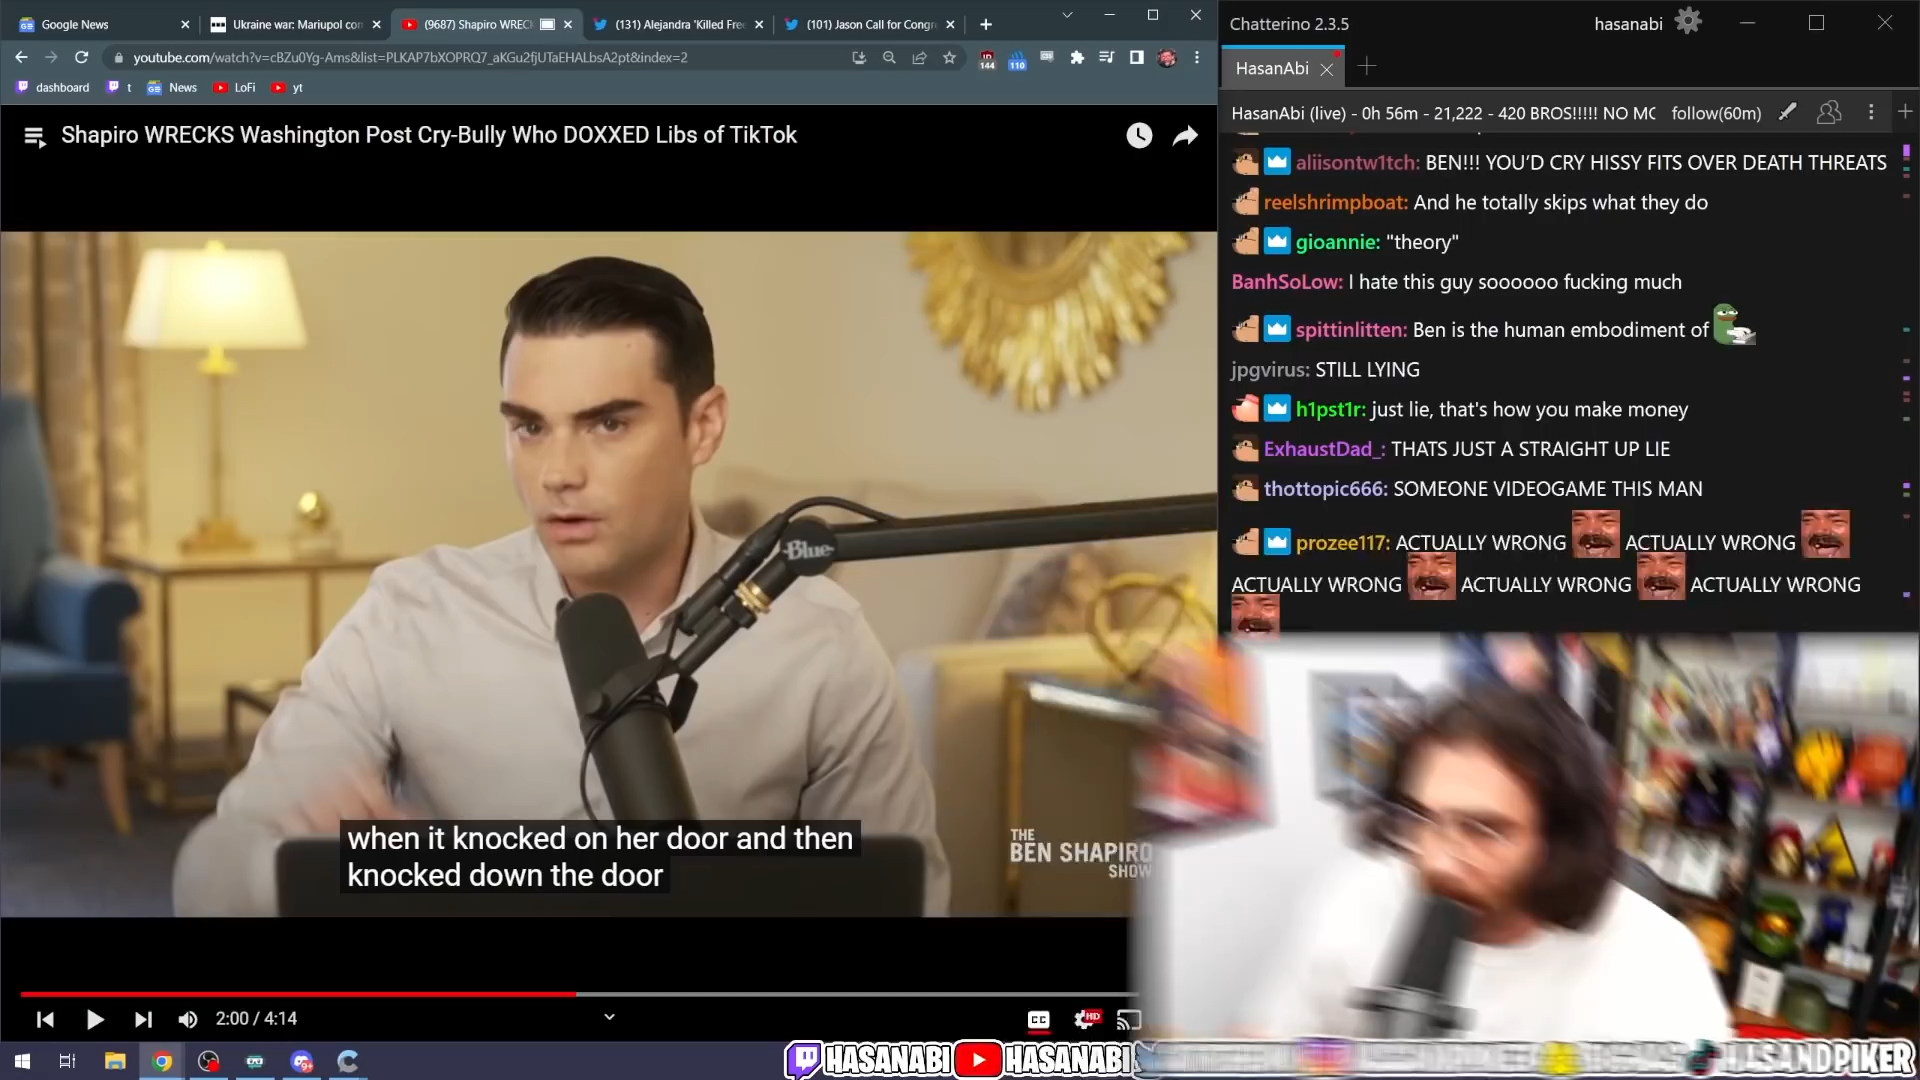 Google News
Ukraine war: Mariupol con
(9687) Shapiro WREC
(131) Alejandra 'Killed Fre
(101) Jason Call for Congr
youtube.com/watch?v=cBZu0Yg-Ams&list=PLKAP7bXOPRQ7_aKGu2fjUTaEHALbsA2pt&index=2
144
110
dashboard
t
News
LoFi
yt
Shapiro WRECKS Washington Post Cry-Bully Who DOXXED Libs of TikTok
Blue
when it knocked on her door and then
knocked down the door
THE
BEN SHAPIRO
SHOW
2:00 / 4:14
CC
HD
Chatterino 2.3.5
hasanabi
HasanAbi
HasanAbi (live) - 0h 56m - 21,222 - 420 BROS!!!!! NO MC
follow(60m)
aliisontw1tch: BEN!!! YOU'D CRY HISSY FITS OVER DEATH THREATS
reelshrimpboat: And he totally skips what they do
gioannie: "theory"
BanhSoLow: I hate this guy soooooo fucking much
spittinlitten: Ben is the human embodiment of
jpgvirus: STILL LYING
h1pst1r: just lie, that's how you make money
ExhaustDad_: THATS JUST A STRAIGHT UP LIE
thottopic666: SOMEONE VIDEOGAME THIS MAN
prozee117: ACTUALLY WRONG ACTUALLY WRONG
ACTUALLY WRONG ACTUALLY WRONG ACTUALLY WRONG
HASANABI
HASANABI
HASANDPIKER